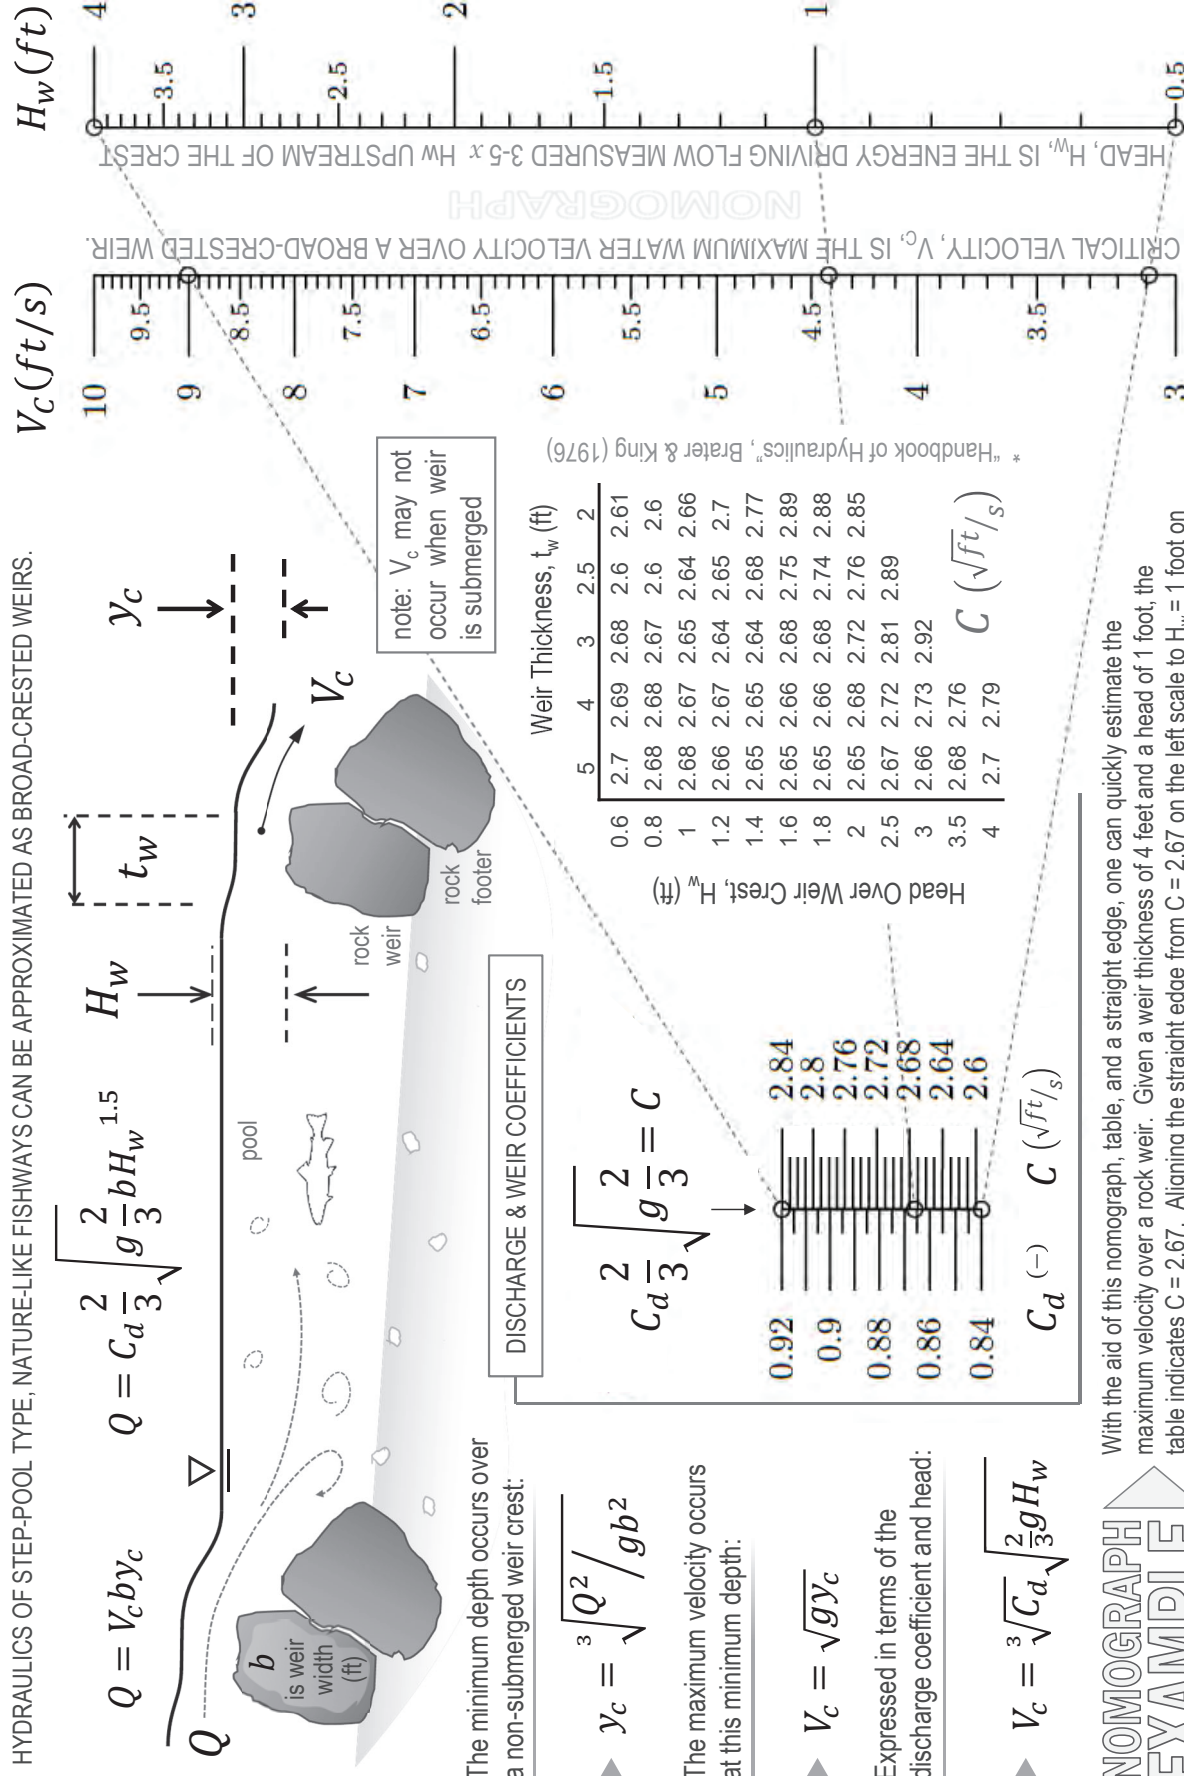 HYDRAULICS OF STEP-POOL TYPE, NATURE-LIKE FISHWAYS CAN BE APPROXIMATED AS BROAD-CRESTED WEIRS.
Q = V_c b y_c
Q = C_d 2/3 √(g 2/3) b H_w^1.5
H_w
t_w
y_c
Q
pool
V_c
b
is weir
width
(ft)
rock
weir
rock
footer
note: V_c may not
occur when weir
is submerged
The minimum depth occurs over
a non-submerged weir crest:
y_c = ∛(Q²/gb²)
The maximum velocity occurs
at this minimum depth:
V_c = √(gy_c)
Expressed in terms of the
discharge coefficient and head:
V_c = ∛C_d √(2/3 gH_w)
DISCHARGE & WEIR COEFFICIENTS
C_d 2/3 √(g 2/3) = C
0.92
0.9
0.88
0.86
0.84
2.84
2.8
2.76
2.72
2.68
2.64
2.6
C_d (−)
C (√ft/s)
Weir Thickness, t_w (ft)
5 4 3 2.5 2
Head Over Weir Crest, H_w (ft)
0.6 2.7 2.69 2.68 2.6 2.61
0.8 2.68 2.68 2.67 2.6 2.6
1 2.68 2.67 2.65 2.64 2.66
1.2 2.66 2.67 2.64 2.65 2.7
1.4 2.65 2.65 2.64 2.68 2.77
1.6 2.65 2.66 2.68 2.75 2.89
1.8 2.65 2.66 2.68 2.74 2.88
2 2.65 2.68 2.72 2.76 2.85
2.5 2.67 2.72 2.81 2.89
3 2.66 2.73 2.92
3.5 2.68 2.76
4 2.7 2.79
C (√ft/s)
* "Handbook of Hydraulics", Brater & King (1976)
V_C (ft/s)
10
9.5
9
8.5
8
7.5
7
6.5
6
5.5
5
4.5
4
3.5
3
CRITICAL VELOCITY, V_C, IS THE MAXIMUM WATER VELOCITY OVER A BROAD-CRESTED WEIR.
NOMOGRAPH
HEAD, H_W, IS THE ENERGY DRIVING FLOW MEASURED 3-5 x Hw UPSTREAM OF THE CREST
H_w (ft)
4
3.5
3
2.5
2
1.5
1
0.5
NOMOGRAPH
EXAMPLE
With the aid of this nomograph, table, and a straight edge, one can quickly estimate the
maximum velocity over a rock weir. Given a weir thickness of 4 feet and a head of 1 foot, the
table indicates C = 2.67. Aligning the straight edge from C = 2.67 on the left scale to H_w = 1 foot on